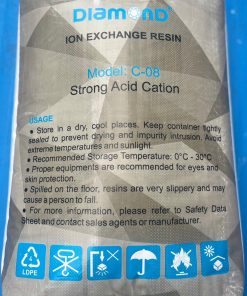 DIAMOND®
ION EXCHANGE RESIN
Model: C-08
Strong Acid Cation
USAGE
● Store in a dry, cool places. Keep container tightly
sealed to prevent drying and impurity intrusion. Avoid
extreme temperatures and sunlight.
● Recommended Storage Temperature: 0°C - 30°C
● Proper equipments are recommended for eyes and
skin protection.
● Spilled on the floor, resins are very slippery and may
cause a person to fall.
● For more information, please refer to Safety Data
Sheet and contact sales agents or manufacturer.
LDPE